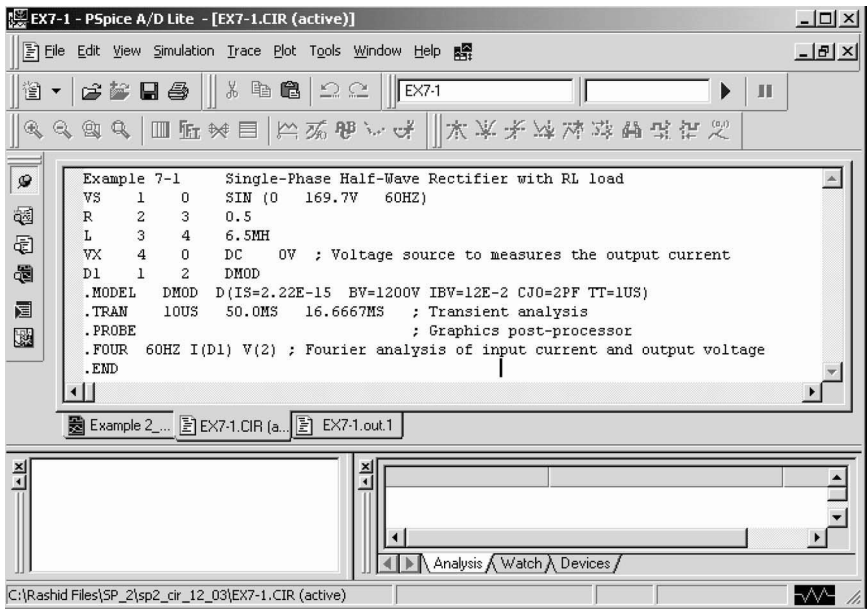 EX7-1 - PSpice A/D Lite - [EX7-1.CIR (active)]
File Edit View Simulation Trace Plot Tools Window Help
EX7-1
Example 7-1 Single-Phase Half-Wave Rectifier with RL load
VS 1 0 SIN (0 169.7V 60HZ)
R 2 3 0.5
L 3 4 6.5MH
VX 4 0 DC 0V ; Voltage source to measures the output current
D1 1 2 DMOD
.MODEL DMOD D(IS=2.22E-15 BV=1200V IBV=12E-2 CJO=2PF TT=1US)
.TRAN 10US 50.0MS 16.6667MS ; Transient analysis
.PROBE ; Graphics post-processor
.FOUR 60HZ I(D1) V(2) ; Fourier analysis of input current and output voltage
.END
Example 2_... EX7-1.CIR (a... EX7-1.out.1
Analysis Watch Devices
C:\Rashid Files\SP_2\sp2_cir_12_03\EX7-1.CIR (active)